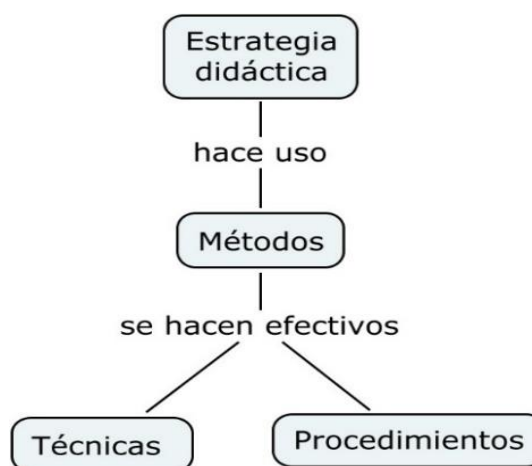 Estrategia
didáctica
hace uso
Métodos
se hacen efectivos
Técnicas
Procedimientos